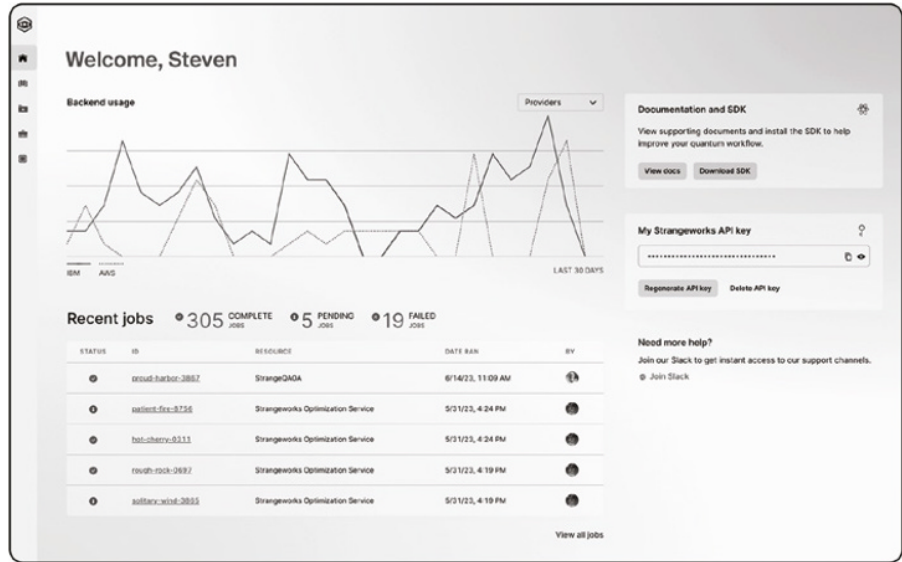 Welcome, Steven
Backend usage
Providers
IBM AWS
LAST 30 DAYS
Recent jobs 305 COMPLETE JOBS 5 PENDING JOBS 19 FAILED JOBS
STATUS ID RESOURCE DATE RAN BY
proud-harbor-3867 StrangeQAOA 6/14/23, 11:09 AM
patient-fire-8756 Strangeworks Optimization Service 5/31/23, 4:24 PM
hot-cherry-0311 Strangeworks Optimization Service 5/31/23, 4:24 PM
rough-rock-0697 Strangeworks Optimization Service 5/31/23, 4:19 PM
solitary-wind-3865 Strangeworks Optimization Service 5/31/23, 4:19 PM
View all jobs
Documentation and SDK
View supporting documents and install the SDK to help
improve your quantum workflow.
View docs Download SDK
My Strangeworks API key
Regenerate API key Delete API key
Need more help?
Join our Slack to get instant access to our support channels.
Join Slack